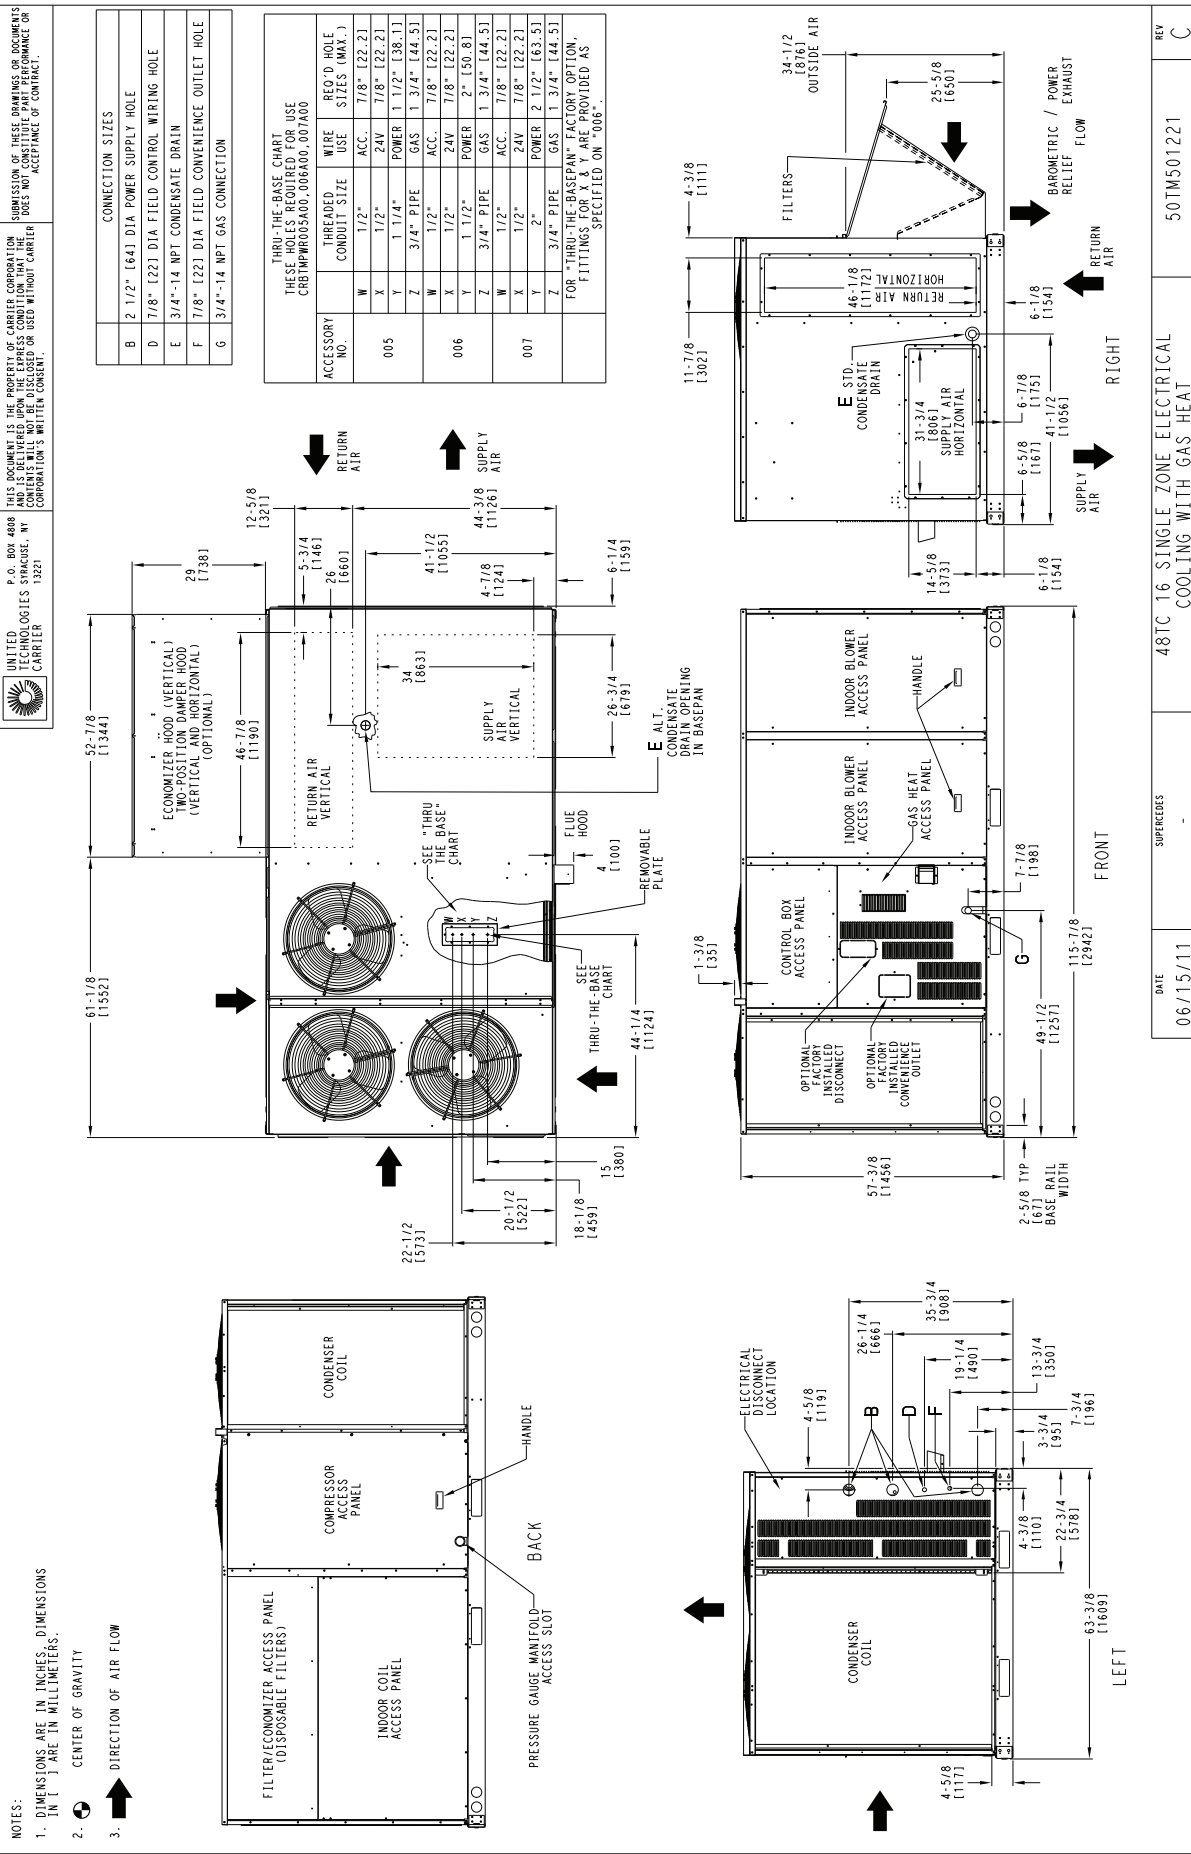 NOTES:
1. DIMENSIONS ARE IN INCHES, DIMENSIONS
IN [ ] ARE IN MILLIMETERS.
2. CENTER OF GRAVITY
3. DIRECTION OF AIR FLOW
UNITED
TECHNOLOGIES
CARRIER
P.O. BOX 4808
SYRACUSE, NY
13221
THIS DOCUMENT IS THE PROPERTY OF CARRIER CORPORATION
AND IS DELIVERED UPON THE EXPRESS CONDITION THAT THE
CONTENTS WILL NOT BE DISCLOSED OR USED WITHOUT CARRIER
CORPORATION'S WRITTEN CONSENT.
SUBMISSION OF THESE DRAWINGS OR DOCUMENTS
DOES NOT CONSTITUTE PART PERFORMANCE OR
ACCEPTANCE OF CONTRACT.
CONNECTION SIZES
B 2 1/2" [64] DIA POWER SUPPLY HOLE
D 7/8" [22] DIA FIELD CONTROL WIRING HOLE
E 3/4"-14 NPT CONDENSATE DRAIN
F 7/8" [22] DIA FIELD CONVENIENCE OUTLET HOLE
G 3/4"-14 NPT GAS CONNECTION
THRU-THE-BASE CHART
THESE HOLES REQUIRED FOR USE
CRBTMPWR005A00,006A00,007A00
ACCESSORY NO. THREADED CONDUIT SIZE WIRE USE REQ'D HOLE SIZES (MAX.)
005
W 1/2" ACC. 7/8" [22.2]
X 1/2" 24V 7/8" [22.2]
Y 1 1/4" POWER 1 1/2" [38.1]
Z 3/4" PIPE GAS 1 3/4" [44.5]
006
W 1/2" ACC. 7/8" [22.2]
X 1/2" 24V 7/8" [22.2]
Y 1 1/2" POWER 2" [50.8]
Z 3/4" PIPE GAS 1 3/4" [44.5]
007
W 1/2" ACC. 7/8" [22.2]
X 1/2" 24V 7/8" [22.2]
Y 2" POWER 2 1/2" [63.5]
Z 3/4" PIPE GAS 1 3/4" [44.5]
FOR "THRU-THE-BASEPAN" FACTORY OPTION,
FITTINGS FOR X & Y ARE PROVIDED AS
SPECIFIED ON "006".
FILTER/ECONOMIZER ACCESS PANEL
(DISPOSABLE FILTERS)
INDOOR COIL
ACCESS PANEL
COMPRESSOR
ACCESS
PANEL
CONDENSER
COIL
HANDLE
PRESSURE GAUGE MANIFOLD
ACCESS SLOT
BACK
61-1/8
[1552]
52-7/8
[1344]
29
[738]
ECONOMIZER HOOD (VERTICAL)
TWO-POSITION DAMPER HOOD
(VERTICAL AND HORIZONTAL)
(OPTIONAL)
46-7/8
[1190]
12-5/8
[321]
RETURN
AIR
RETURN AIR
VERTICAL
5-3/4
[146]
26
[660]
44-3/8
[1126]
SUPPLY
AIR
41-1/2
[1055]
34
[863]
4-7/8
[124]
SUPPLY
AIR
VERTICAL
6-1/4
[159]
26-3/4
[679]
E ALT.
CONDENSATE
DRAIN OPENING
IN BASEPAN
SEE "THRU
THE BASE"
CHART
W
X
Y
Z
FLUE
HOOD
4
[100]
REMOVABLE
PLATE
SEE
THRU-THE-BASE
CHART
44-1/4
[1124]
22-1/2
[573]
20-1/2
[522]
18-1/8
[459]
15
[380]
ELECTRICAL
DISCONNECT
LOCATION
CONDENSER
COIL
4-5/8
[119]
26-1/4
[666]
35-3/4
[908]
B
D
F
19-1/4
[490]
13-3/4
[350]
7-3/4
[196]
3-3/4
[95]
4-3/8
[110]
22-3/4
[578]
63-3/8
[1609]
4-5/8
[117]
LEFT
57-3/8
[1456]
1-3/8
[35]
CONTROL BOX
ACCESS PANEL
INDOOR BLOWER
ACCESS PANEL
INDOOR BLOWER
ACCESS PANEL
GAS HEAT
ACCESS PANEL
HANDLE
OPTIONAL
FACTORY
INSTALLED
DISCONNECT
OPTIONAL
FACTORY
INSTALLED
CONVENIENCE
OUTLET
G
7-7/8
[198]
49-1/2
[1257]
115-7/8
[2942]
2-5/8 TYP
[67]
BASE RAIL
WIDTH
FRONT
11-7/8
[302]
4-3/8
[111]
34-1/2
[876]
OUTSIDE AIR
25-5/8
[650]
FILTERS
BAROMETRIC / POWER
RELIEF EXHAUST
FLOW
46-1/8
[1172]
RETURN AIR
HORIZONTAL
RETURN
AIR
E STD.
CONDENSATE
DRAIN
31-3/4
[806]
SUPPLY AIR
HORIZONTAL
6-1/8
[154]
6-7/8
[175]
41-1/2
[1056]
6-5/8
[167]
SUPPLY
AIR
14-5/8
[373]
6-1/8
[154]
RIGHT
DATE
06/15/11
SUPERCEDES
-
48TC 16 SINGLE ZONE ELECTRICAL
COOLING WITH GAS HEAT
50TM501221
REV
C